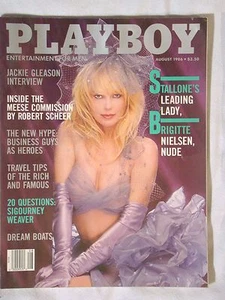 PLAYBOY
ENTERTAINMENT FOR MEN
AUGUST 1985 • $3.50
JACKIE GLEASON
INTERVIEW
INSIDE THE
MEESE COMMISSION
BY ROBERT SCHEER
THE NEW HYPE:
BUSINESS GUYS
AS HEROES
TRAVEL TIPS
OF THE RICH
AND FAMOUS
20 QUESTIONS:
SIGOURNEY
WEAVER
DREAM BOATS
STALLONE'S
LEADING
LADY,
BRIGITTE
NIELSEN,
NUDE